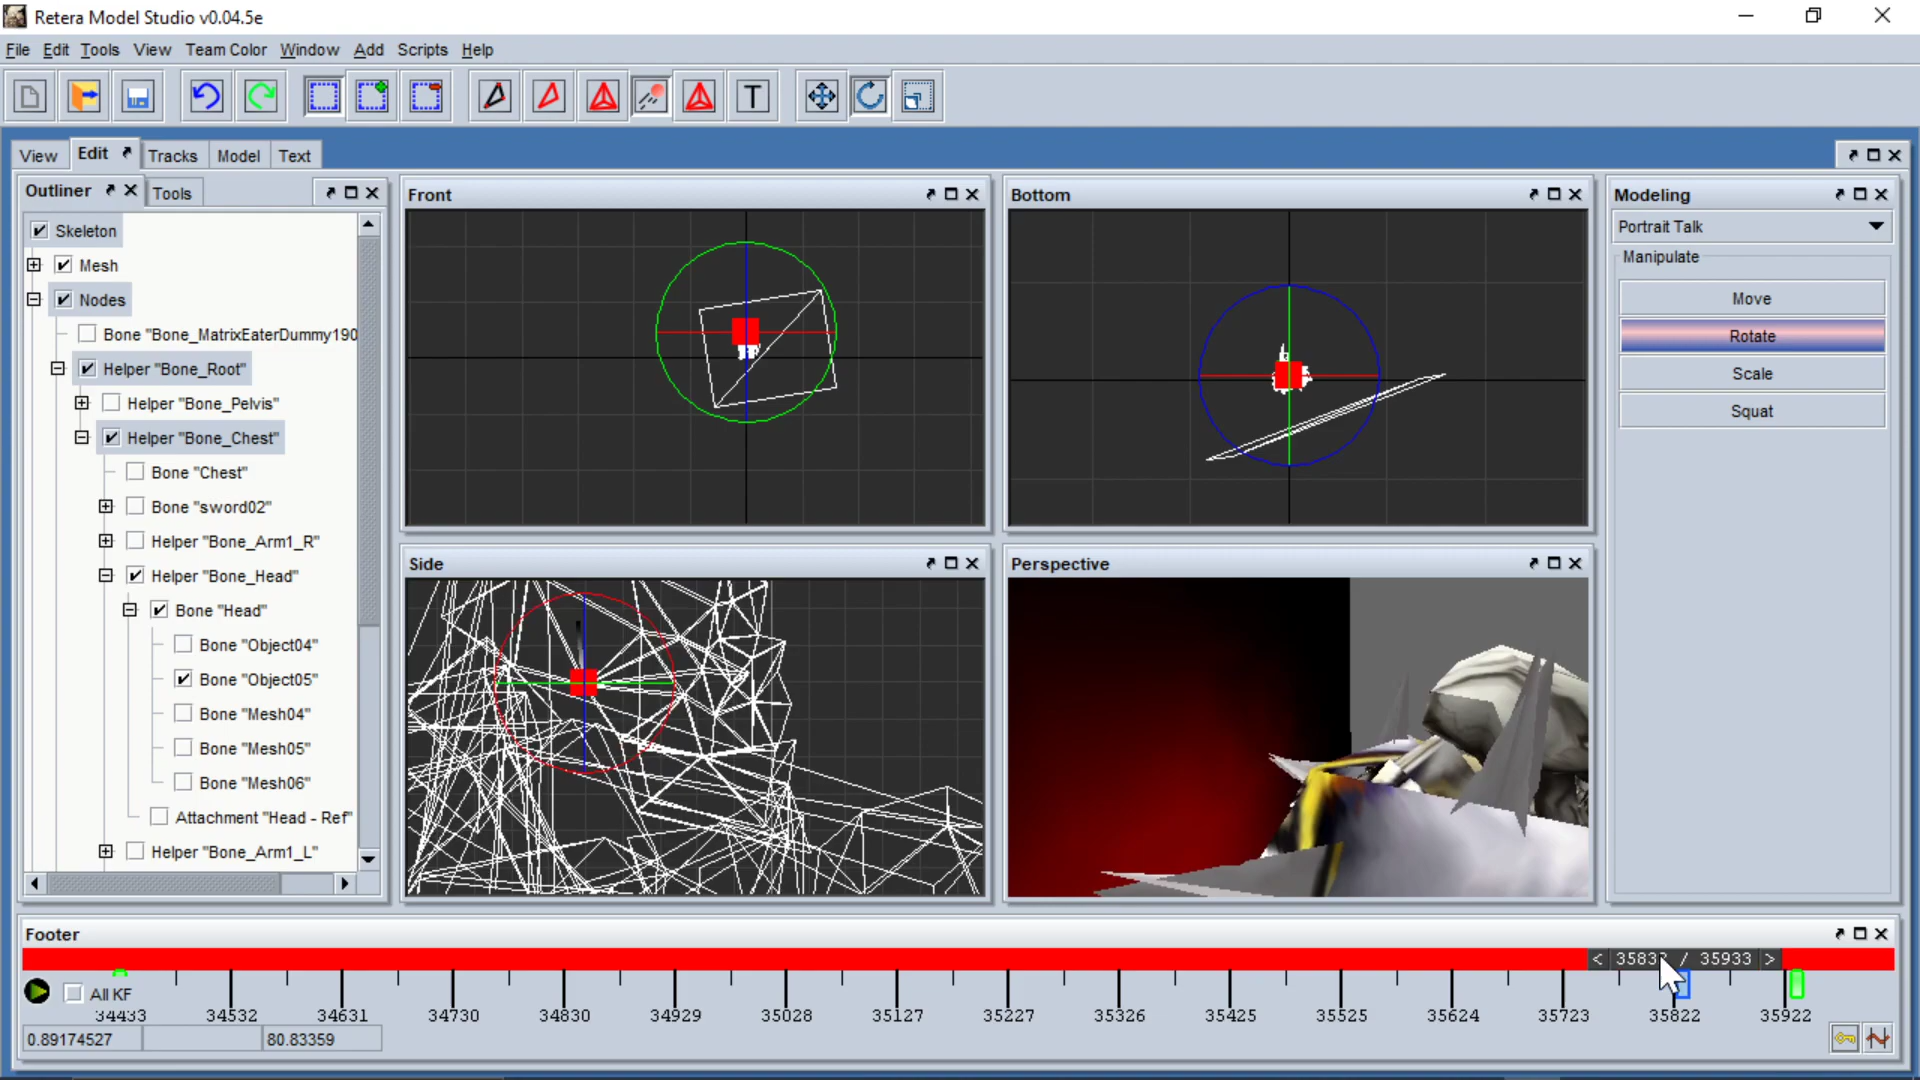 Retera Model Studio v0.04.5e
File Edit Tools View Team Color Window Add Scripts Help
T
View Edit Tracks Model Text
Outliner Tools
Front
Bottom
Modeling
Skeleton
Portrait Talk
Mesh
Manipulate
Nodes
Move
Bone "Bone_MatrixEaterDummy190
Rotate
Helper "Bone_Root"
Scale
Helper "Bone_Pelvis"
Squat
Helper "Bone_Chest"
Bone "Chest"
Bone "sword02"
Helper "Bone_Arm1_R"
Side
Perspective
Helper "Bone_Head"
Bone "Head"
Bone "Object04"
Bone "Object05"
Bone "Mesh04"
Bone "Mesh05"
Bone "Mesh06"
Attachment "Head - Ref"
Helper "Bone_Arm1_L"
Footer
< / 35933 >
All KF
34433 34532 34631 34730 34830 34929 35028 35127 35227 35326 35425 35525 35624 35723 35822 35922
0.89174527 80.83359